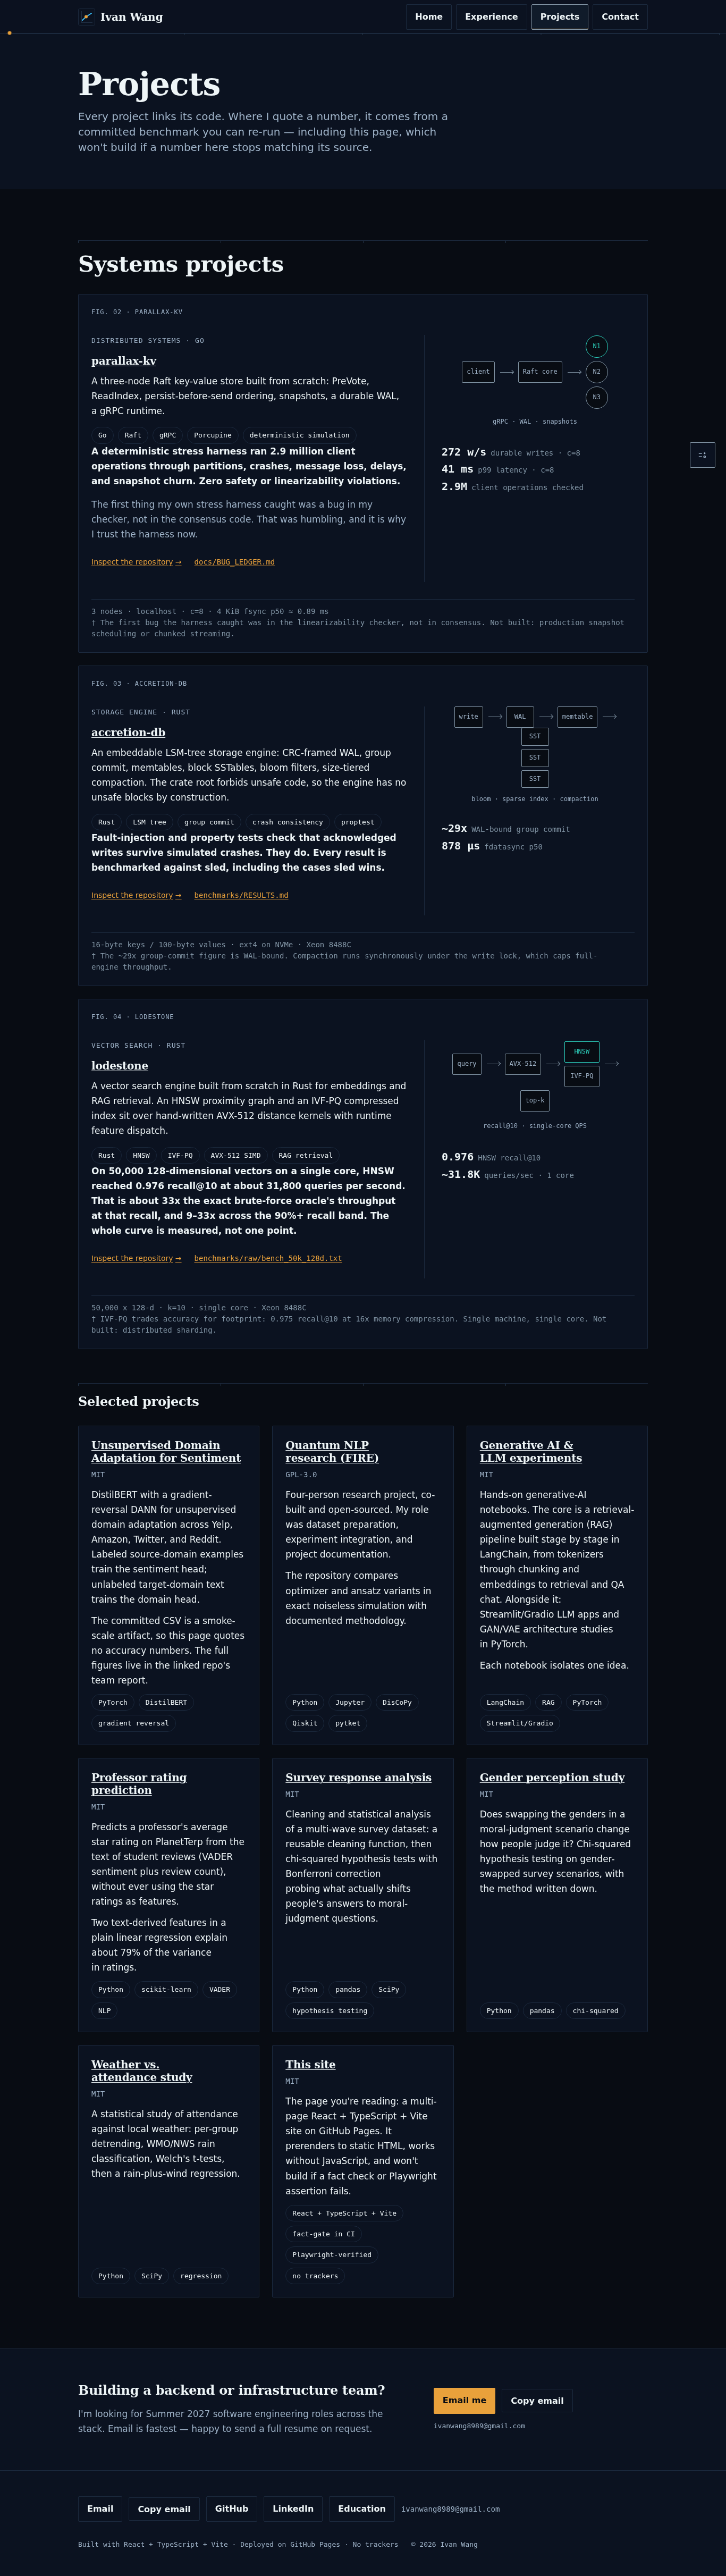 Ivan Wang
Home
Experience
Projects
Contact
Projects
Every project links its code. Where I quote a number, it comes from a
committed benchmark you can re-run — including this page, which
won't build if a number here stops matching its source.
Systems projects
FIG. 02 · PARALLAX-KV
DISTRIBUTED SYSTEMS · GO
parallax-kv
A three-node Raft key-value store built from scratch: PreVote,
ReadIndex, persist-before-send ordering, snapshots, a durable WAL,
a gRPC runtime.
Go
Raft
gRPC
Porcupine
deterministic simulation
A deterministic stress harness ran 2.9 million client
operations through partitions, crashes, message loss, delays,
and snapshot churn. Zero safety or linearizability violations.
The first thing my own stress harness caught was a bug in my
checker, not in the consensus code. That was humbling, and it is why
I trust the harness now.
Inspect the repository →
docs/BUG_LEDGER.md
client
Raft core
N1
N2
N3
gRPC · WAL · snapshots
272 w/s durable writes · c=8
41 ms p99 latency · c=8
2.9M client operations checked
3 nodes · localhost · c=8 · 4 KiB fsync p50 ≈ 0.89 ms
† The first bug the harness caught was in the linearizability checker, not in consensus. Not built: production snapshot
scheduling or chunked streaming.
FIG. 03 · ACCRETION-DB
STORAGE ENGINE · RUST
accretion-db
An embeddable LSM-tree storage engine: CRC-framed WAL, group
commit, memtables, block SSTables, bloom filters, size-tiered
compaction. The crate root forbids unsafe code, so the engine has no
unsafe blocks by construction.
Rust
LSM tree
group commit
crash consistency
proptest
Fault-injection and property tests check that acknowledged
writes survive simulated crashes. They do. Every result is
benchmarked against sled, including the cases sled wins.
Inspect the repository →
benchmarks/RESULTS.md
write
WAL
memtable
SST
SST
SST
bloom · sparse index · compaction
~29x WAL-bound group commit
878 µs fdatasync p50
16-byte keys / 100-byte values · ext4 on NVMe · Xeon 8488C
† The ~29x group-commit figure is WAL-bound. Compaction runs synchronously under the write lock, which caps full-
engine throughput.
FIG. 04 · LODESTONE
VECTOR SEARCH · RUST
lodestone
A vector search engine built from scratch in Rust for embeddings and
RAG retrieval. An HNSW proximity graph and an IVF-PQ compressed
index sit over hand-written AVX-512 distance kernels with runtime
feature dispatch.
Rust
HNSW
IVF-PQ
AVX-512 SIMD
RAG retrieval
On 50,000 128-dimensional vectors on a single core, HNSW
reached 0.976 recall@10 at about 31,800 queries per second.
That is about 33x the exact brute-force oracle's throughput
at that recall, and 9–33x across the 90%+ recall band. The
whole curve is measured, not one point.
Inspect the repository →
benchmarks/raw/bench_50k_128d.txt
query
AVX-512
HNSW
IVF-PQ
top-k
recall@10 · single-core QPS
0.976 HNSW recall@10
~31.8K queries/sec · 1 core
50,000 x 128-d · k=10 · single core · Xeon 8488C
† IVF-PQ trades accuracy for footprint: 0.975 recall@10 at 16x memory compression. Single machine, single core. Not
built: distributed sharding.
Selected projects
Unsupervised Domain
Adaptation for Sentiment
MIT
DistilBERT with a gradient-
reversal DANN for unsupervised
domain adaptation across Yelp,
Amazon, Twitter, and Reddit.
Labeled source-domain examples
train the sentiment head;
unlabeled target-domain text
trains the domain head.
The committed CSV is a smoke-
scale artifact, so this page quotes
no accuracy numbers. The full
figures live in the linked repo's
team report.
PyTorch
DistilBERT
gradient reversal
Quantum NLP
research (FIRE)
GPL-3.0
Four-person research project, co-
built and open-sourced. My role
was dataset preparation,
experiment integration, and
project documentation.
The repository compares
optimizer and ansatz variants in
exact noiseless simulation with
documented methodology.
Python
Jupyter
DisCoPy
Qiskit
pytket
Generative AI &
LLM experiments
MIT
Hands-on generative-AI
notebooks. The core is a retrieval-
augmented generation (RAG)
pipeline built stage by stage in
LangChain, from tokenizers
through chunking and
embeddings to retrieval and QA
chat. Alongside it:
Streamlit/Gradio LLM apps and
GAN/VAE architecture studies
in PyTorch.
Each notebook isolates one idea.
LangChain
RAG
PyTorch
Streamlit/Gradio
Professor rating
prediction
MIT
Predicts a professor's average
star rating on PlanetTerp from the
text of student reviews (VADER
sentiment plus review count),
without ever using the star
ratings as features.
Two text-derived features in a
plain linear regression explain
about 79% of the variance
in ratings.
Python
scikit-learn
VADER
NLP
Survey response analysis
MIT
Cleaning and statistical analysis
of a multi-wave survey dataset: a
reusable cleaning function, then
chi-squared hypothesis tests with
Bonferroni correction
probing what actually shifts
people's answers to moral-
judgment questions.
Python
pandas
SciPy
hypothesis testing
Gender perception study
MIT
Does swapping the genders in a
moral-judgment scenario change
how people judge it? Chi-squared
hypothesis testing on gender-
swapped survey scenarios, with
the method written down.
Python
pandas
chi-squared
Weather vs.
attendance study
MIT
A statistical study of attendance
against local weather: per-group
detrending, WMO/NWS rain
classification, Welch's t-tests,
then a rain-plus-wind regression.
Python
SciPy
regression
This site
MIT
The page you're reading: a multi-
page React + TypeScript + Vite
site on GitHub Pages. It
prerenders to static HTML, works
without JavaScript, and won't
build if a fact check or Playwright
assertion fails.
React + TypeScript + Vite
fact-gate in CI
Playwright-verified
no trackers
Building a backend or infrastructure team?
I'm looking for Summer 2027 software engineering roles across the
stack. Email is fastest — happy to send a full resume on request.
Email me
Copy email
ivanwang8989@gmail.com
Email
Copy email
GitHub
LinkedIn
Education
ivanwang8989@gmail.com
Built with React + TypeScript + Vite · Deployed on GitHub Pages · No trackers
© 2026 Ivan Wang